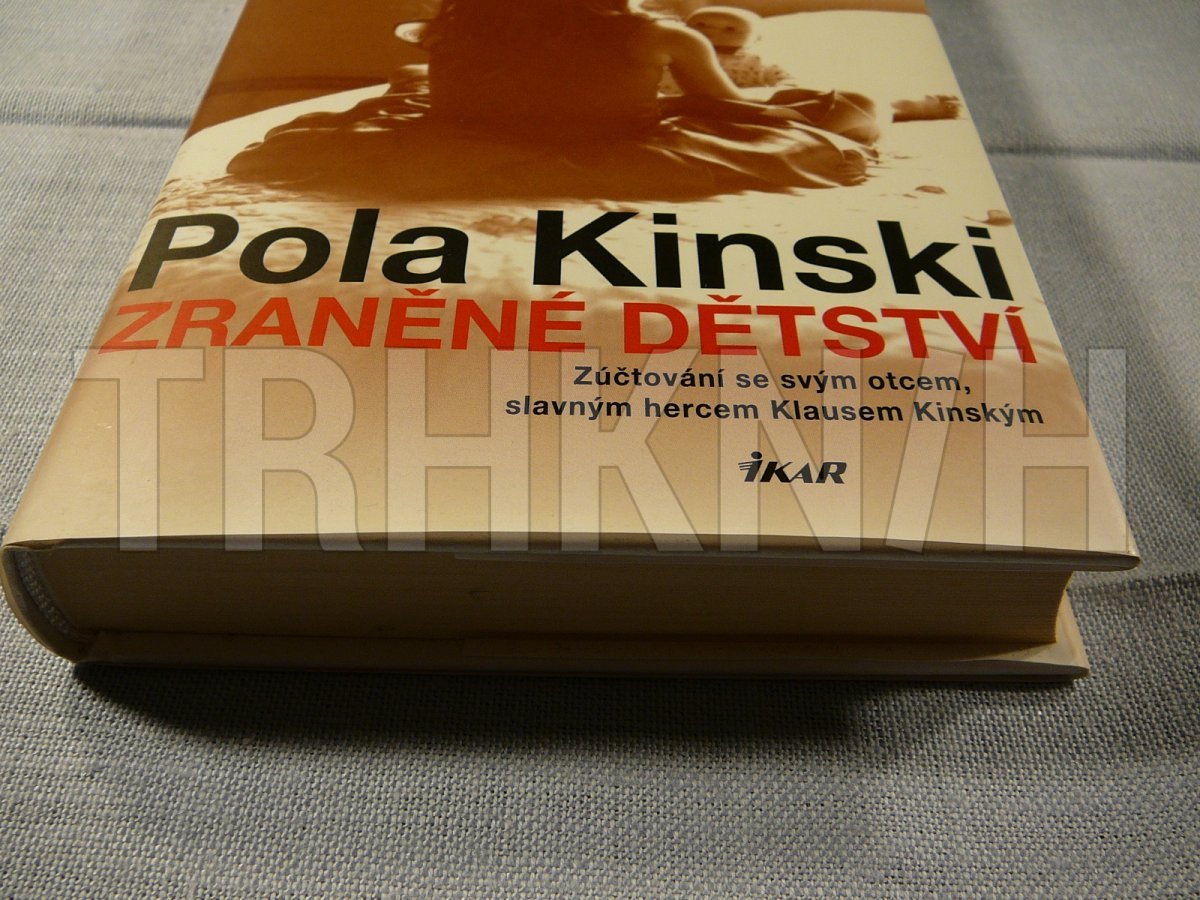 Pola Kinski
ZRANĚNÉ DĚTSTVÍ
Zúčtování se svým otcem,
slavným hercem Klausem Kinským
IKAR
TRHKNIH